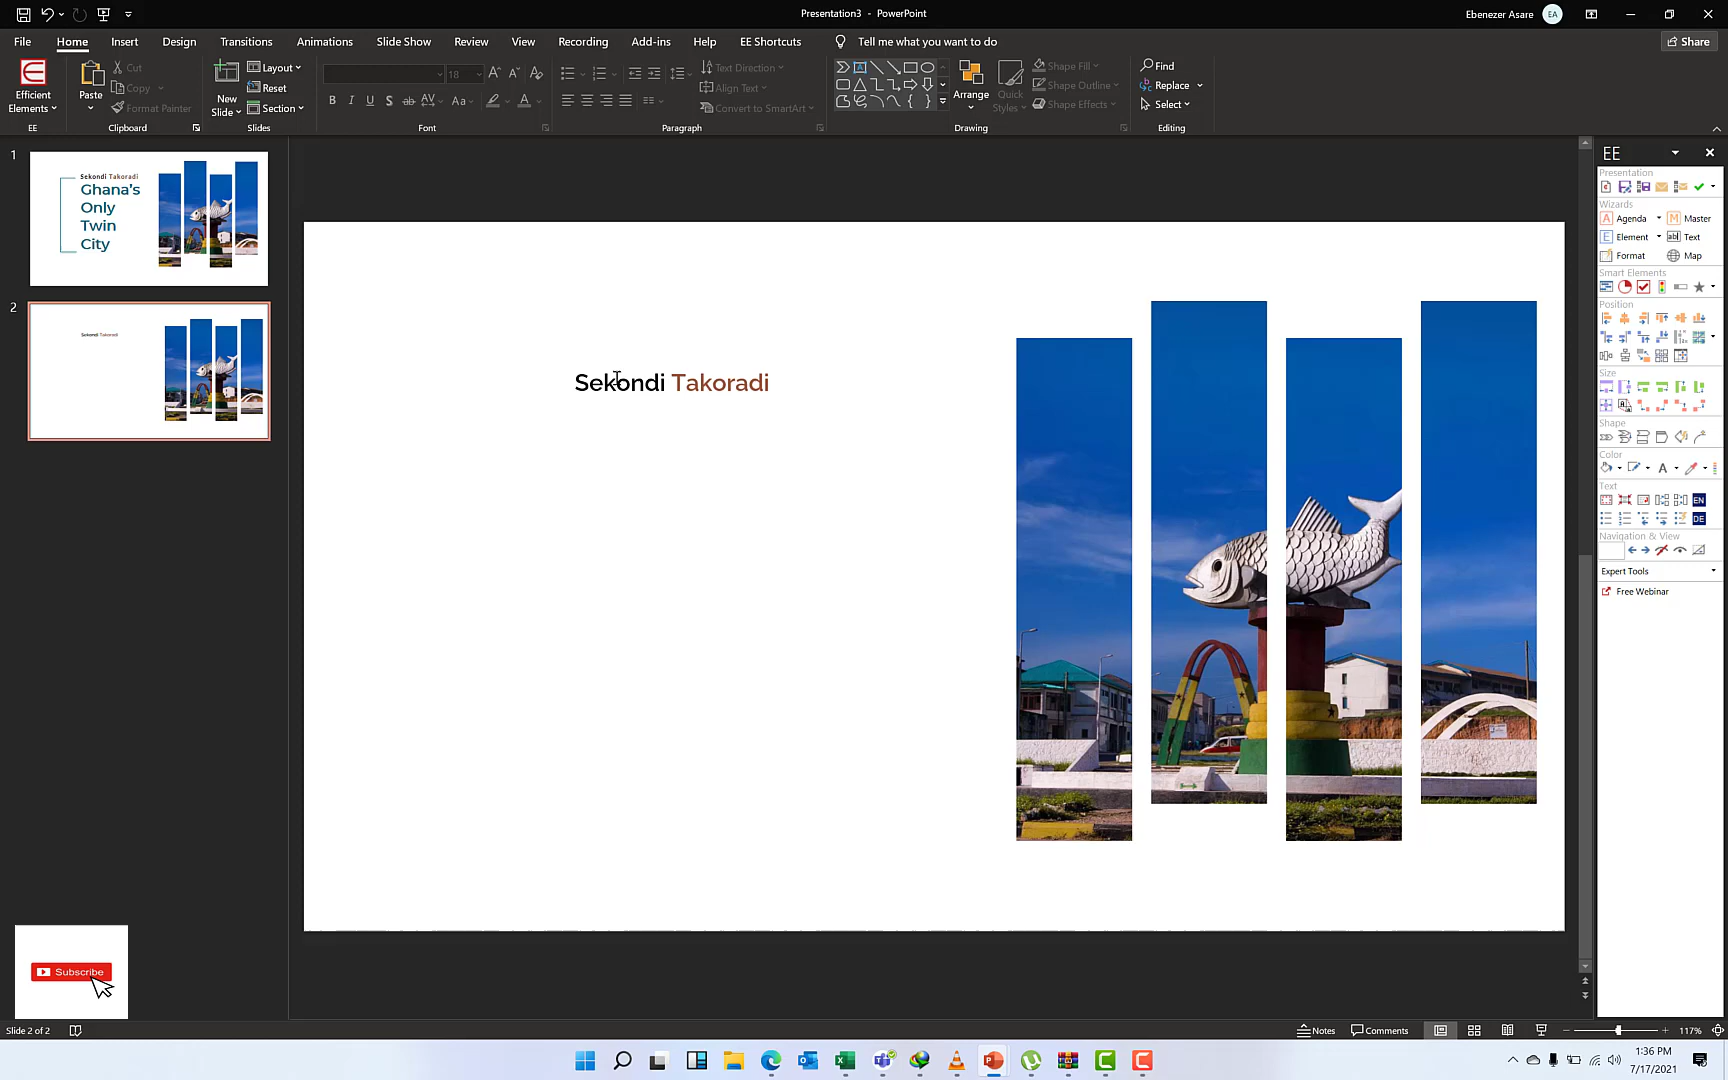 Presentation3 - PowerPoint
Ebenezer Asare EA
File Home Insert Design Transitions Animations Slide Show Review View Recording Add-ins Help EE Shortcuts Tell me what you want to do Share
Efficient Elements
EE
Paste
Cut
Copy
Format Painter
Clipboard
New Slide
Layout
Reset
Section
Slides
18
B I U S ab AV Aa A
Font
Text Direction
Align Text
Convert to SmartArt
Paragraph
Arrange
Quick Styles
Shape Fill
Shape Outline
Shape Effects
Drawing
Find
Replace
Select
Editing
1
Sekondi Takoradi
Ghana's
Only
Twin
City
2
Sekondi Takoradi
Sekondi Takoradi
Subscribe
EE
Presentation
Wizards
Agenda Master
Element Text
Format Map
Smart Elements
Position
Size
Shape
Color
Text
EN
DE
Navigation & View
Expert Tools
Free Webinar
Slide 2 of 2
Notes Comments 117%
1:36 PM
7/17/2021